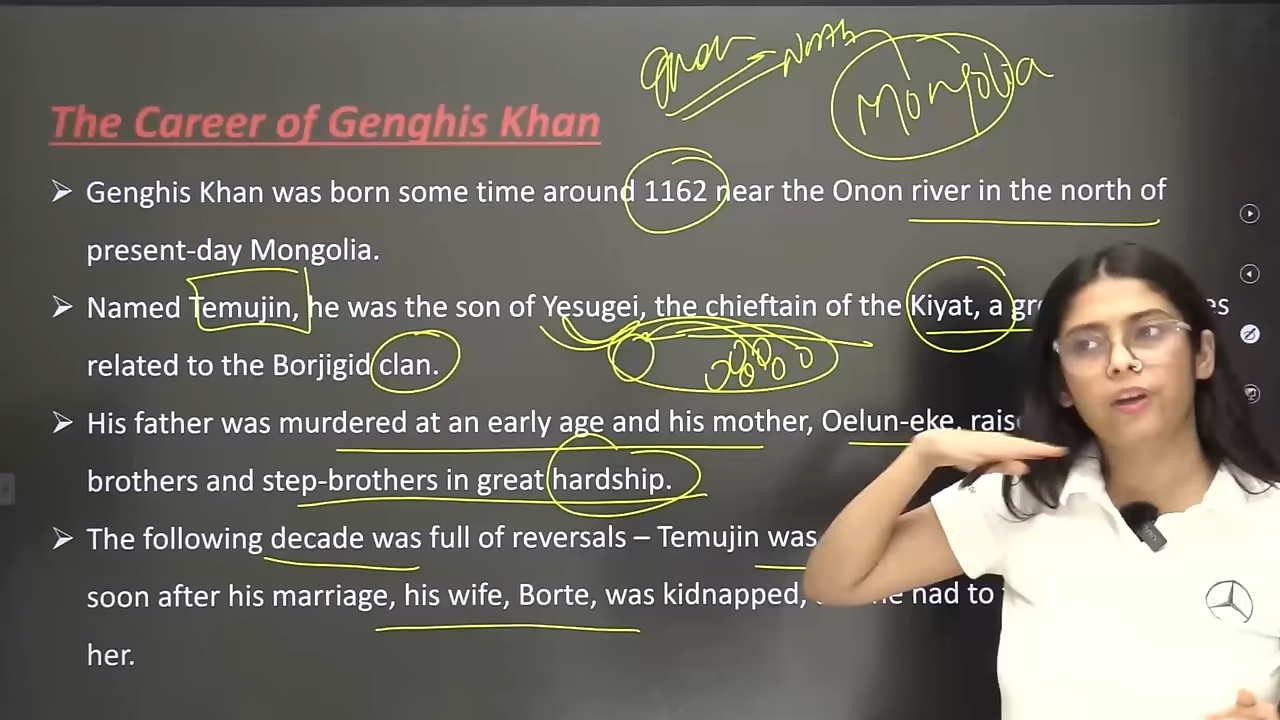 Onon North
Mongolia
The Career of Genghis Khan
➢ Genghis Khan was born some time around 1162 near the Onon river in the north of
present-day Mongolia.
➢ Named Temujin, he was the son of Yesugei, the chieftain of the Kiyat, a
related to the Borjigid clan.
➢ His father was murdered at an early age and his mother, Oelun-eke,
brothers and step-brothers in great hardship.
➢ The following decade was full of reversals – Temujin was
soon after his marriage, his wife, Borte, was kidnapped, had to
her.